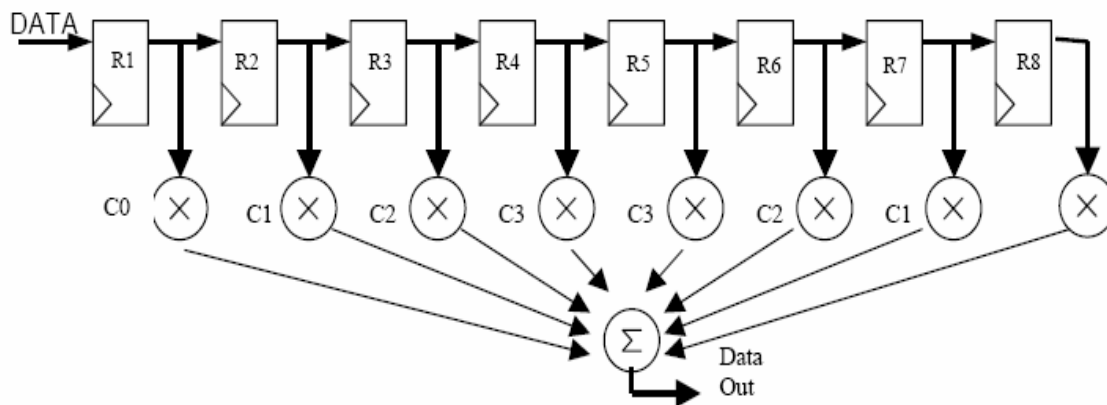 DATA
R1 R2 R3 R4 R5 R6 R7 R8
C0 C1 C2 C3 C3 C2 C1
Σ
Data
Out